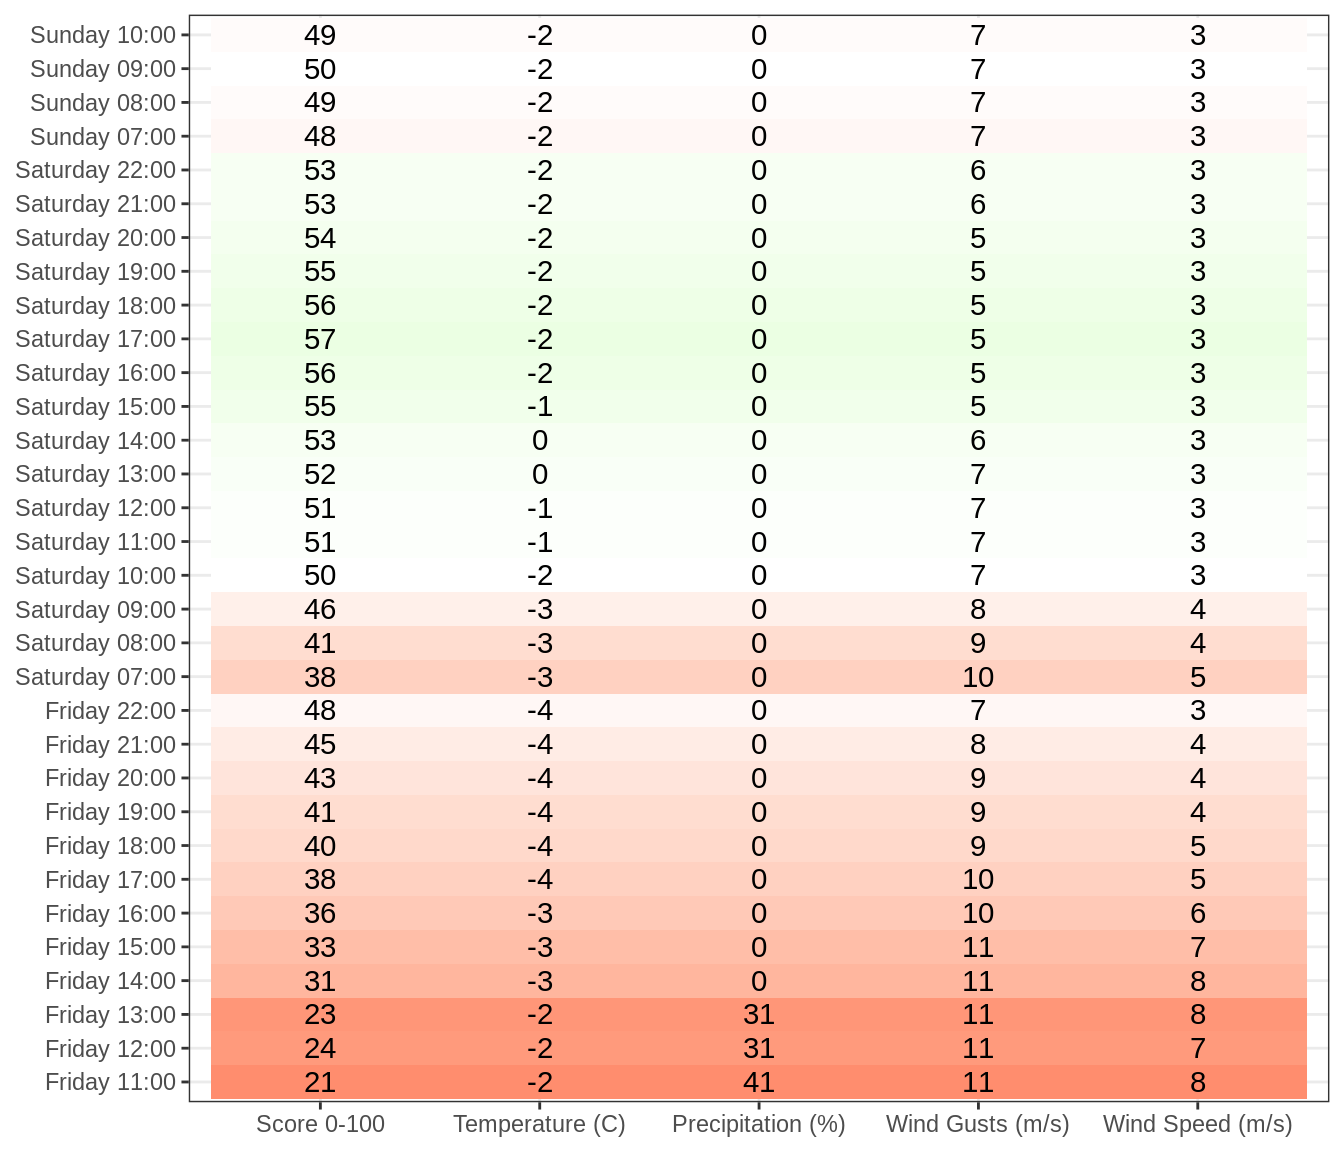 Sunday 10:00 49 -2 0 7 3
Sunday 09:00 50 -2 0 7 3
Sunday 08:00 49 -2 0 7 3
Sunday 07:00 48 -2 0 7 3
Saturday 22:00 53 -2 0 6 3
Saturday 21:00 53 -2 0 6 3
Saturday 20:00 54 -2 0 5 3
Saturday 19:00 55 -2 0 5 3
Saturday 18:00 56 -2 0 5 3
Saturday 17:00 57 -2 0 5 3
Saturday 16:00 56 -2 0 5 3
Saturday 15:00 55 -1 0 5 3
Saturday 14:00 53 0 0 6 3
Saturday 13:00 52 0 0 7 3
Saturday 12:00 51 -1 0 7 3
Saturday 11:00 51 -1 0 7 3
Saturday 10:00 50 -2 0 7 3
Saturday 09:00 46 -3 0 8 4
Saturday 08:00 41 -3 0 9 4
Saturday 07:00 38 -3 0 10 5
Friday 22:00 48 -4 0 7 3
Friday 21:00 45 -4 0 8 4
Friday 20:00 43 -4 0 9 4
Friday 19:00 41 -4 0 9 4
Friday 18:00 40 -4 0 9 5
Friday 17:00 38 -4 0 10 5
Friday 16:00 36 -3 0 10 6
Friday 15:00 33 -3 0 11 7
Friday 14:00 31 -3 0 11 8
Friday 13:00 23 -2 31 11 8
Friday 12:00 24 -2 31 11 7
Friday 11:00 21 -2 41 11 8
Score 0-100 Temperature (C) Precipitation (%) Wind Gusts (m/s) Wind Speed (m/s)